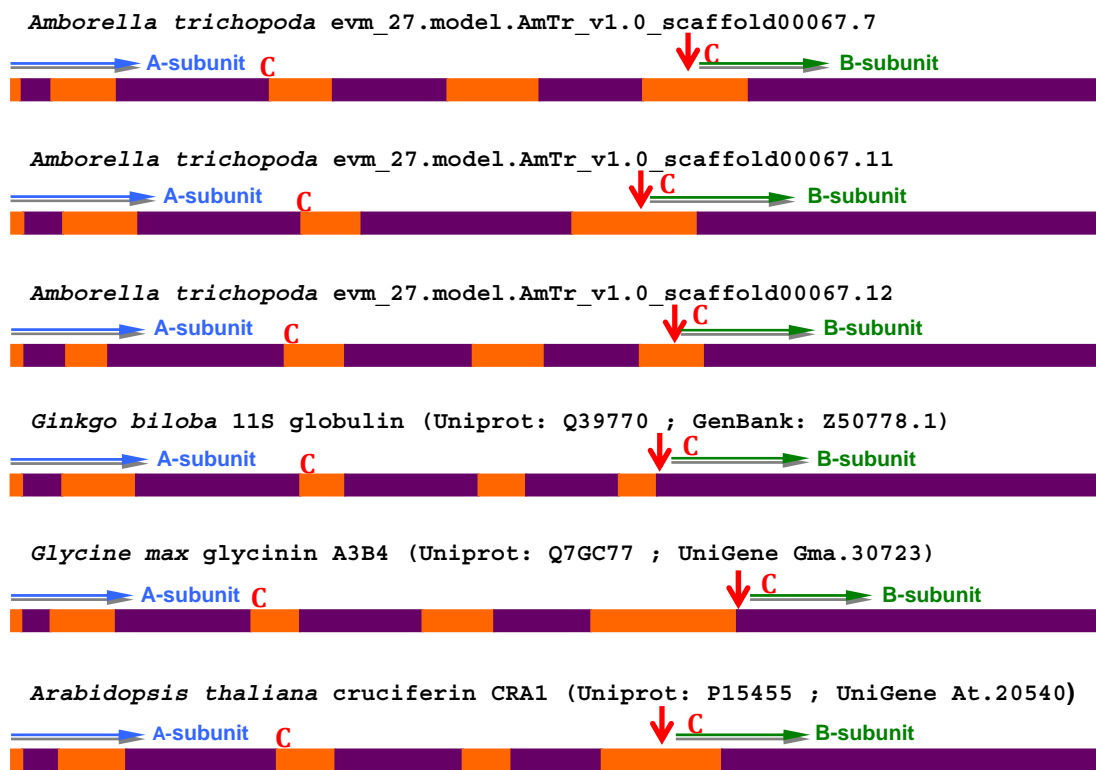 Amborella trichopoda evm_27.model.AmTr_v1.0_scaffold00067.7
A-subunit C C B-subunit
Amborella trichopoda evm_27.model.AmTr_v1.0_scaffold00067.11
A-subunit C C B-subunit
Amborella trichopoda evm_27.model.AmTr_v1.0_scaffold00067.12
A-subunit C C B-subunit
Ginkgo biloba 11S globulin (Uniprot: Q39770 ; GenBank: Z50778.1)
A-subunit C C B-subunit
Glycine max glycinin A3B4 (Uniprot: Q7GC77 ; UniGene Gma.30723)
A-subunit C C B-subunit
Arabidopsis thaliana cruciferin CRA1 (Uniprot: P15455 ; UniGene At.20540)
A-subunit C C B-subunit